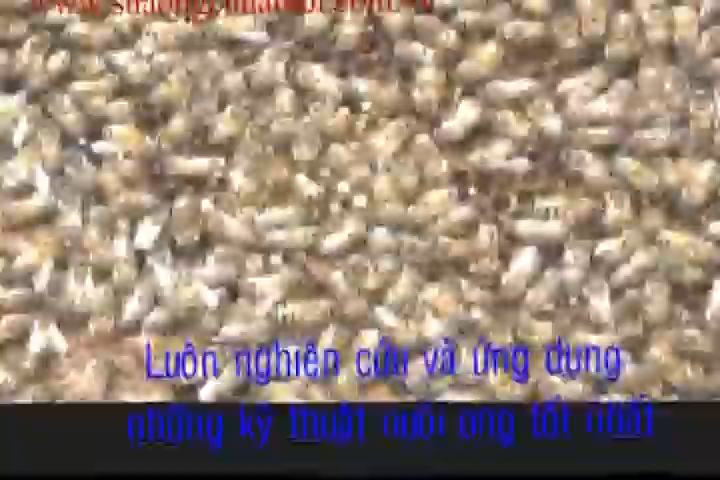 Luôn nghiên cứu và ứng dụng
những kỹ thuật nuôi ong tốt nhất